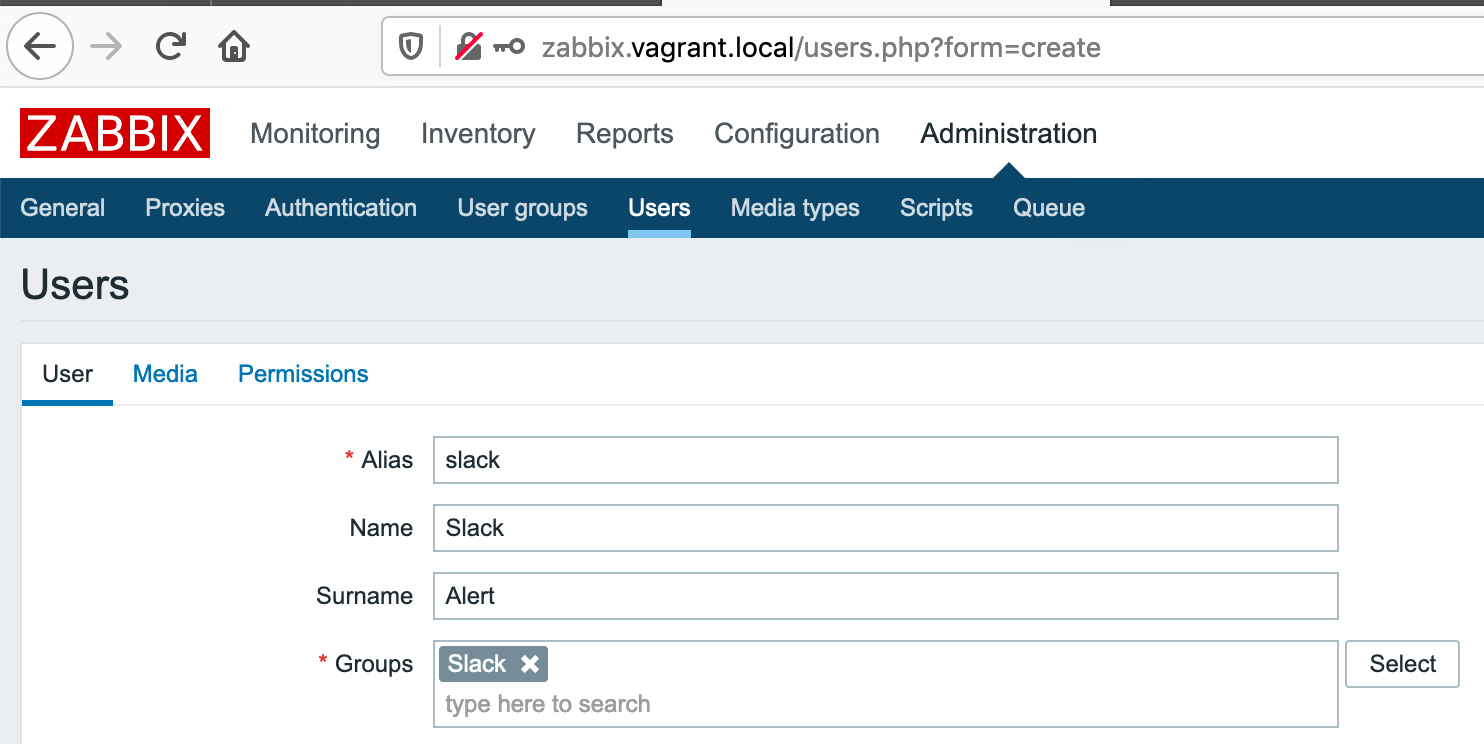 zabbix.vagrant.local/users.php?form=create
ZABBIX Monitoring Inventory Reports Configuration Administration
General Proxies Authentication User groups Users Media types Scripts Queue
Users
User Media Permissions
* Alias slack
Name Slack
Surname Alert
* Groups Slack Select
type here to search